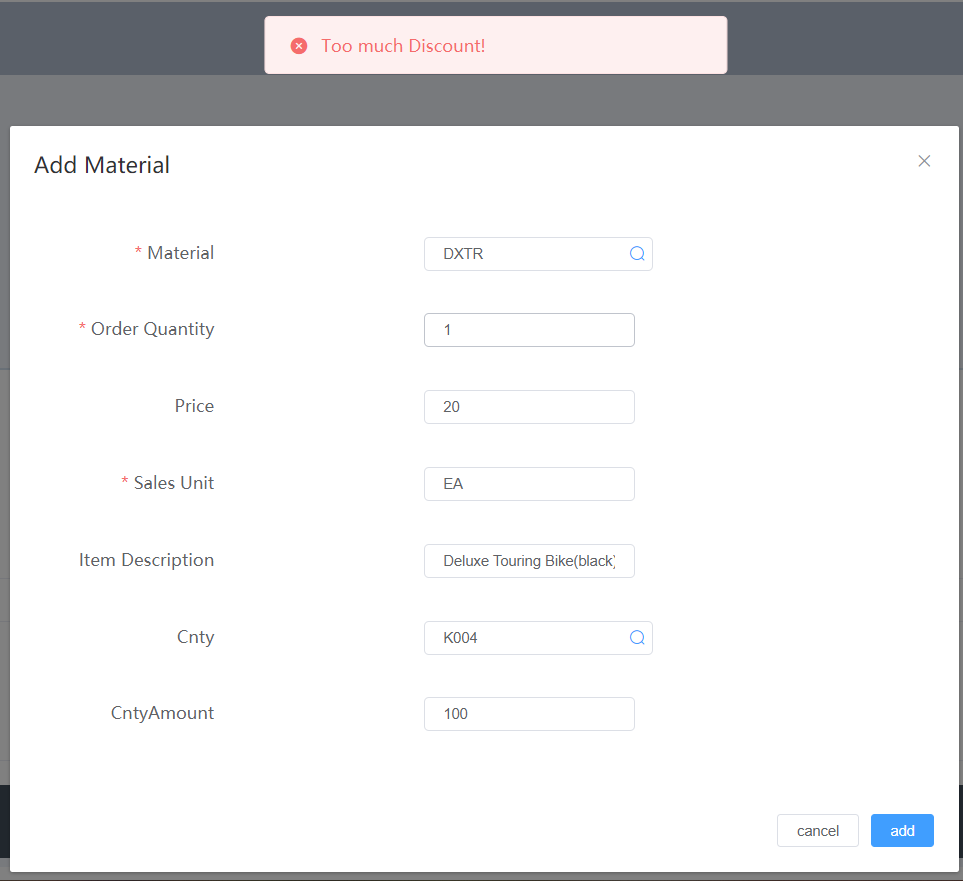 Too much Discount!
Add Material
* Material
DXTR
* Order Quantity
1
Price
20
* Sales Unit
EA
Item Description
Deluxe Touring Bike(black)
Cnty
K004
CntyAmount
100
cancel
add